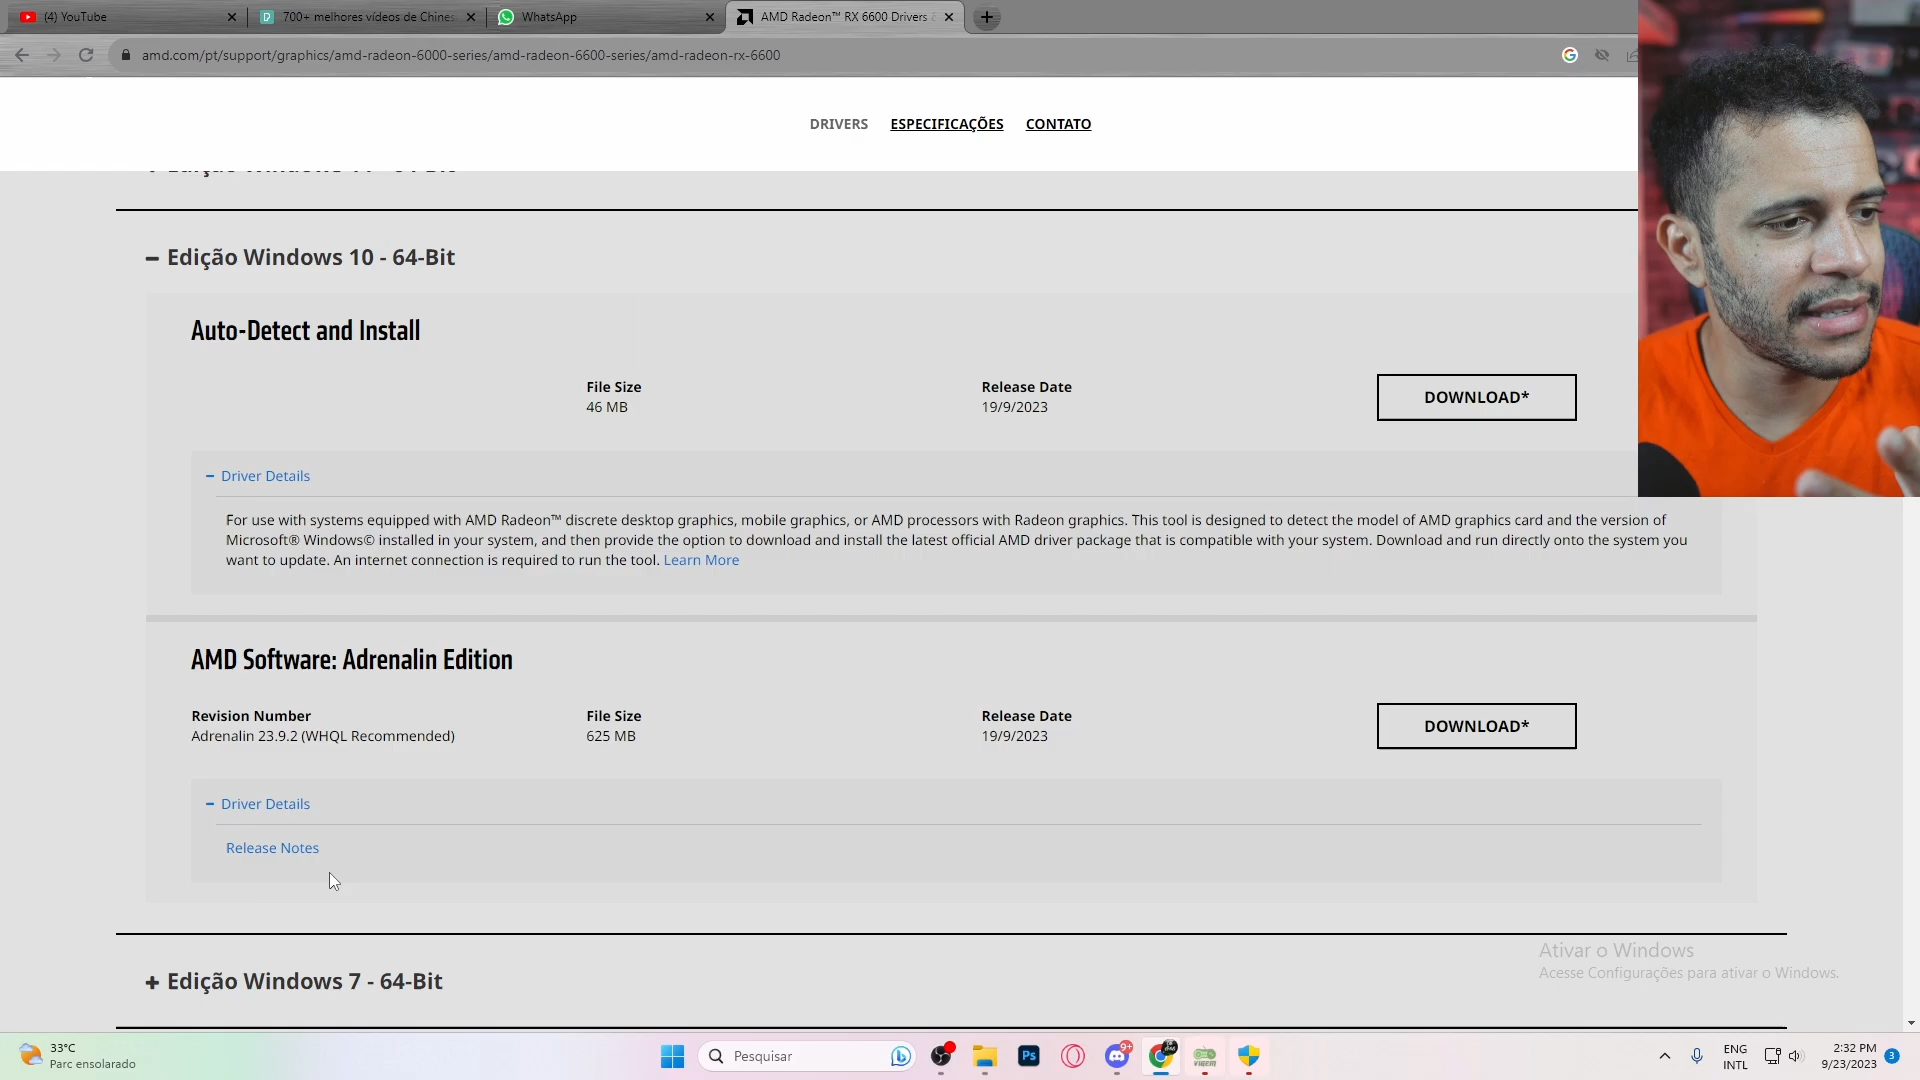 (4) YouTube
700+ melhores vídeos de Chines
WhatsApp
AMD Radeon™ RX 6600 Drivers
amd.com/pt/support/graphics/amd-radeon-6000-series/amd-radeon-6600-series/amd-radeon-rx-6600
DRIVERS ESPECIFICAÇÕES CONTATO
Edição Windows 10 - 64-Bit
Auto-Detect and Install
File Size
46 MB
Release Date
19/9/2023
DOWNLOAD*
Driver Details
For use with systems equipped with AMD Radeon™ discrete desktop graphics, mobile graphics, or AMD processors with Radeon graphics. This tool is designed to detect the model of AMD graphics card and the version of
Microsoft® Windows© installed in your system, and then provide the option to download and install the latest official AMD driver package that is compatible with your system. Download and run directly onto the system you
want to update. An internet connection is required to run the tool. Learn More
AMD Software: Adrenalin Edition
Revision Number
Adrenalin 23.9.2 (WHQL Recommended)
File Size
625 MB
Release Date
19/9/2023
DOWNLOAD*
Driver Details
Release Notes
Edição Windows 7 - 64-Bit
Ativar o Windows
Acesse Configurações para ativar o Windows.
33°C
Parc ensolarado
Pesquisar
Ps
9+
ENG
INTL
2:32 PM
9/23/2023
3